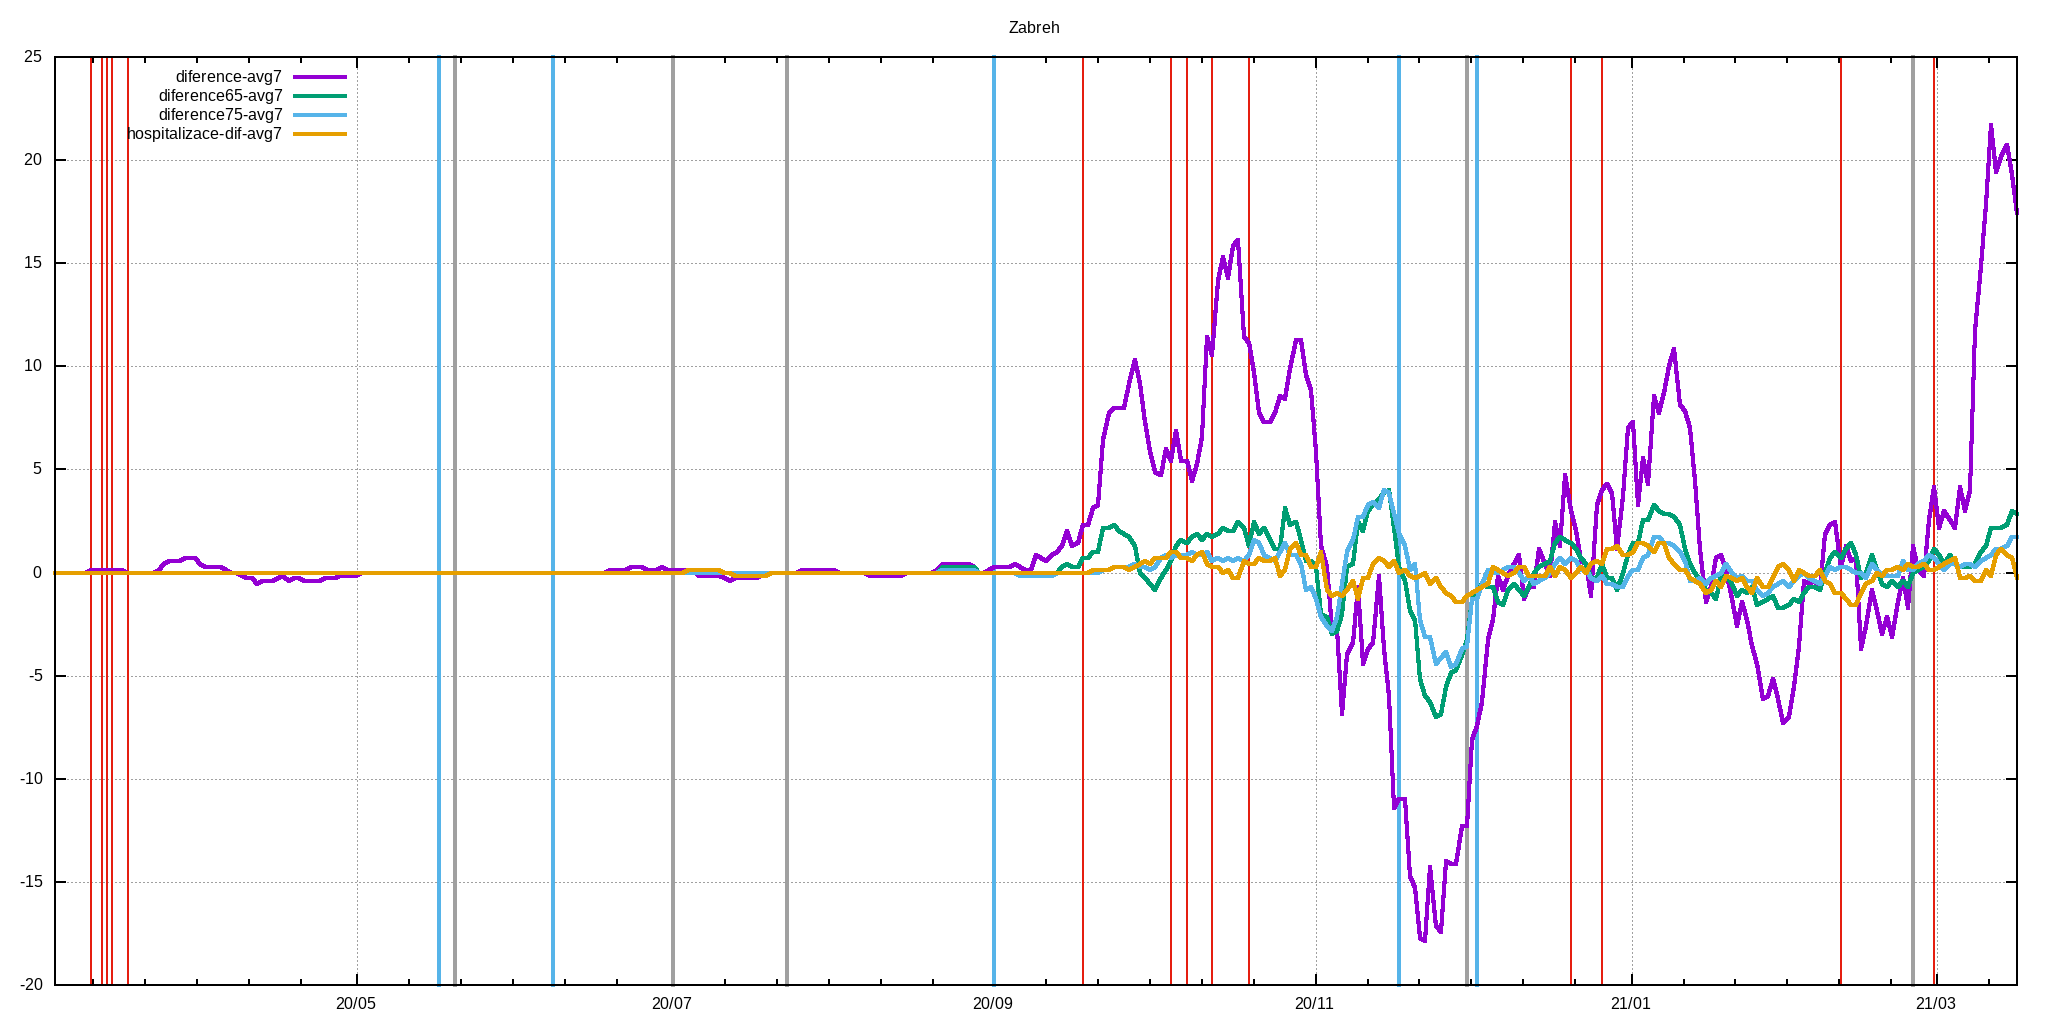 Zabreh
25
diference-avg7
diference65-avg7
diference75-avg7
hospitalizace-dif-avg7
20
15
10
5
0
-5
-10
-15
-20
20/05 20/07 20/09 20/11 21/01 21/03